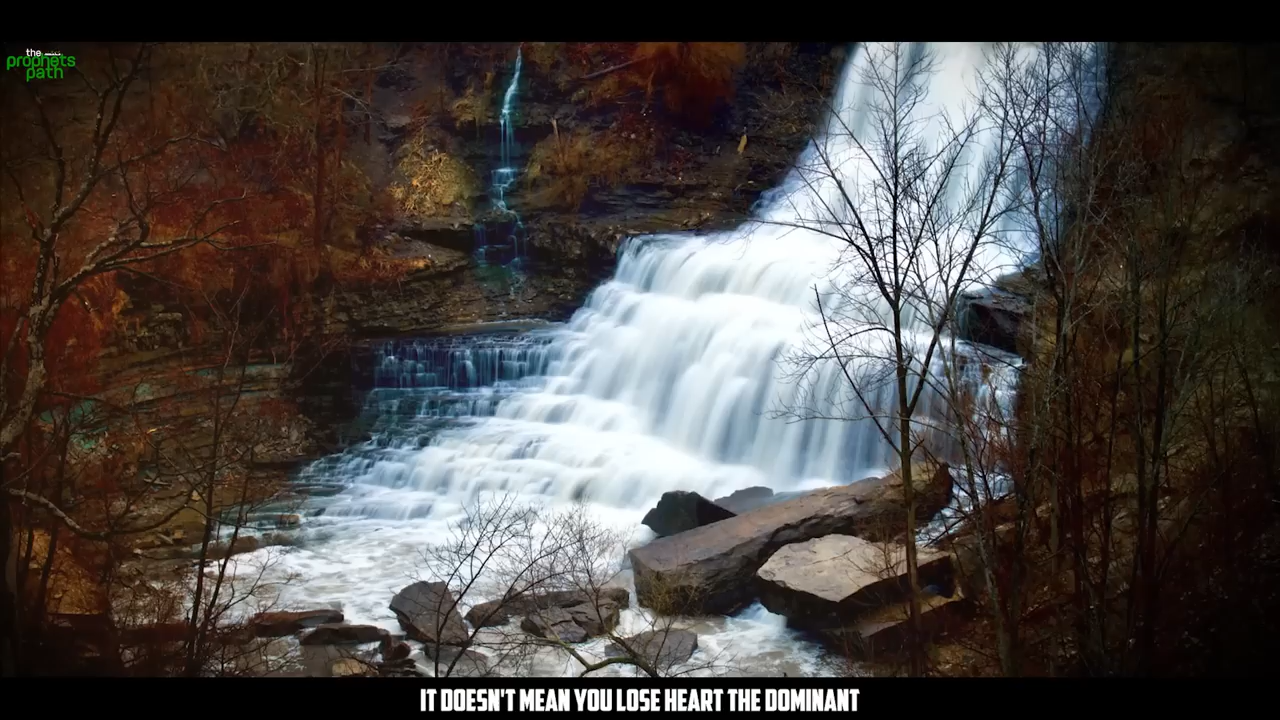 the
prophets
path
IT DOESN'T MEAN YOU LOSE HEART THE DOMINANT